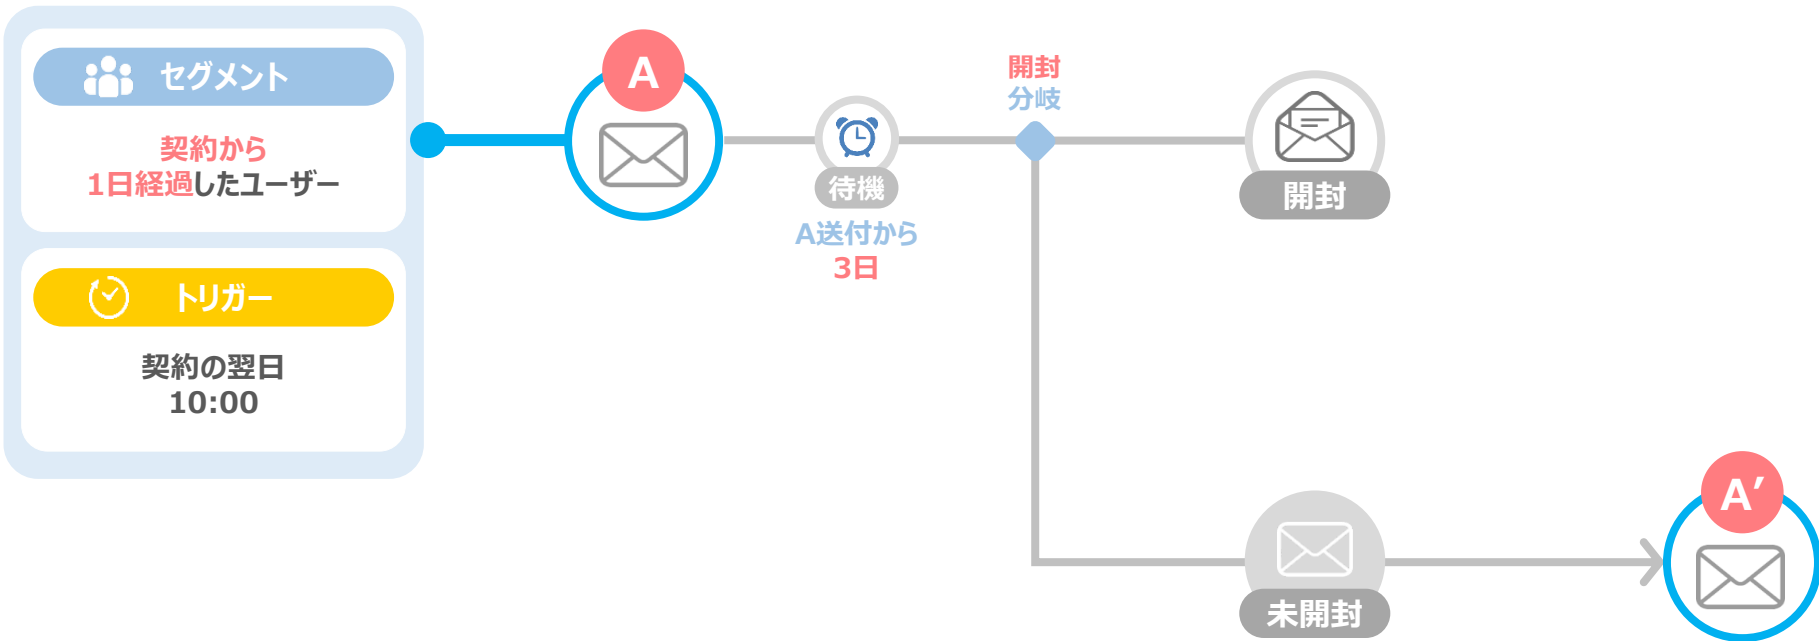 セグメント
契約から
1日経過したユーザー
トリガー
契約の翌日
10:00
A
待機
A送付から
3日
開封
分岐
開封
未開封
A′